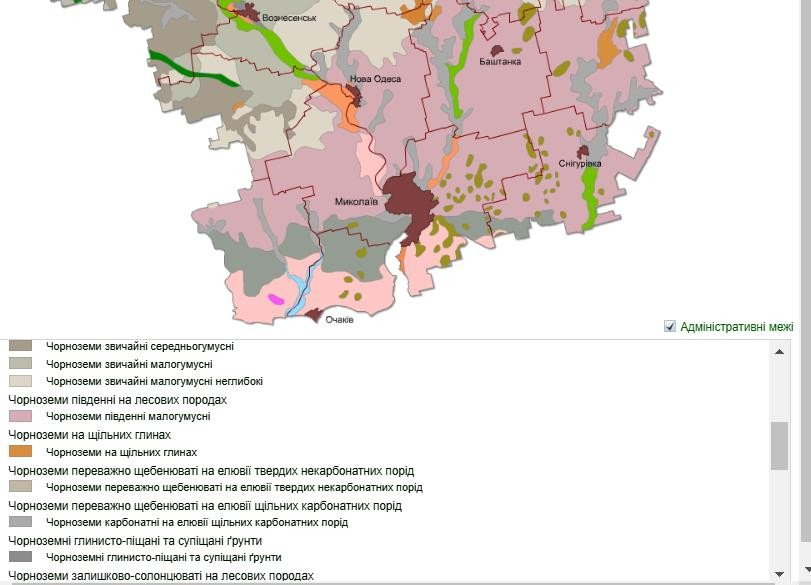 Вознесенськ
Баштанка
Нова Одеса
Снігурівка
Миколаїв
Очаків
Адміністративні межі
Чорноземи звичайні середньогумусні
Чорноземи звичайні малогумусні
Чорноземи звичайні малогумусні неглибокі
Чорноземи південні на лесових породах
Чорноземи південні малогумусні
Чорноземи на щільних глинах
Чорноземи на щільних глинах
Чорноземи переважно щебенюваті на елювії твердих некарбонатних порід
Чорноземи переважно щебенюваті на елювії твердих некарбонатних порід
Чорноземи переважно щебенюваті на елювії щільних карбонатних порід
Чорноземи карбонатні на елювії щільних карбонатних порід
Чорноземні глинисто-піщані та супіщані ґрунти
Чорноземні глинисто-піщані та супіщані ґрунти
Чорноземи залишково-солонцюваті на лесових породах